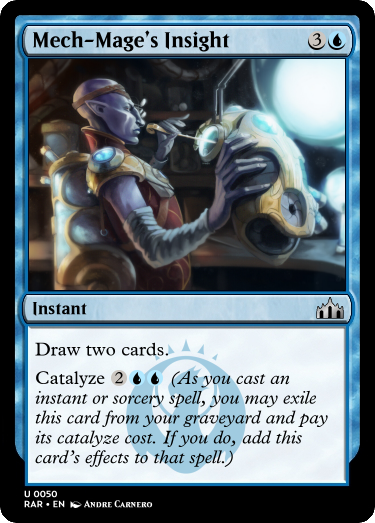 Mech-Mage's Insight 3
Instant
Draw two cards.
Catalyze 2 (As you cast an
instant or sorcery spell, you may exile
this card from your graveyard and pay
its catalyze cost. If you do, add this
card's effects to that spell.)
U 0050
RAR • EN Andre Carnero